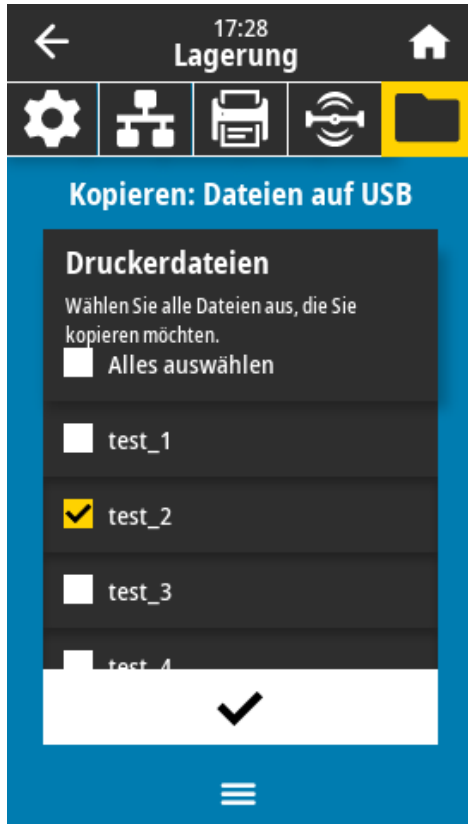 17:28
Lagerung
Kopieren: Dateien auf USB
Druckerdateien
Wählen Sie alle Dateien aus, die Sie
kopieren möchten.
Alles auswählen
test_1
test_2
test_3
test_4